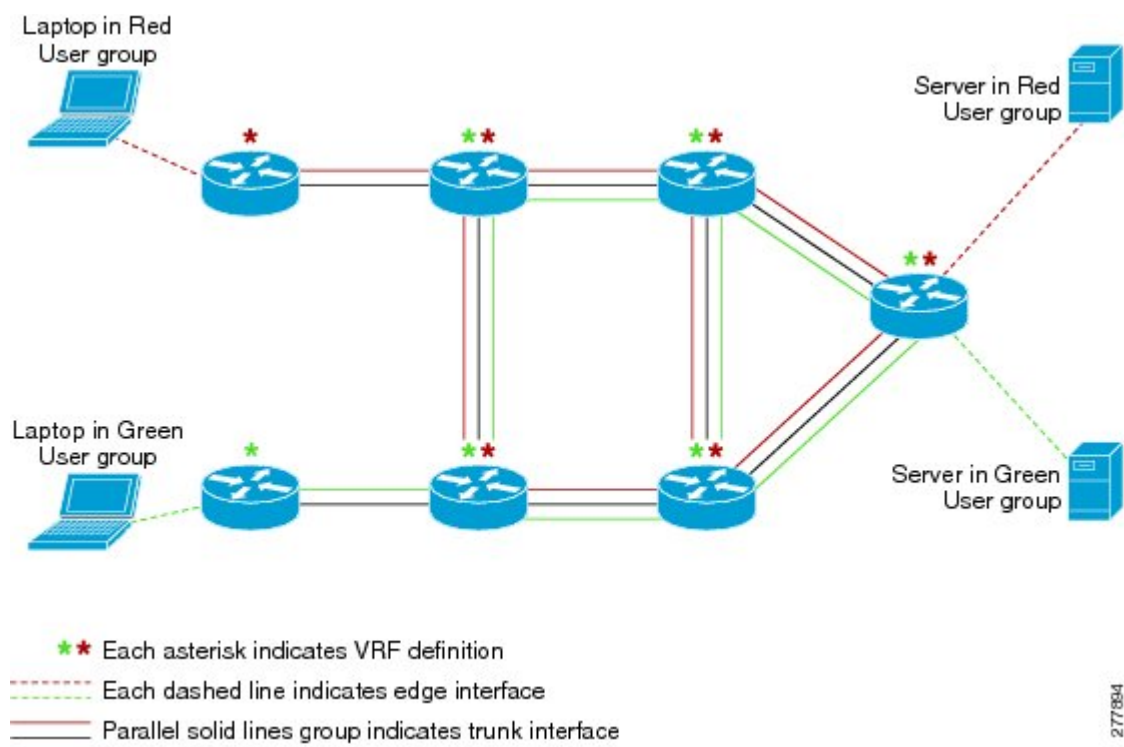 Laptop in Red
User group
Server in Red
User group
* 
* *
* *
* *
Laptop in Green
User group
*
* *
* *
Server in Green
User group
* * Each asterisk indicates VRF definition
Each dashed line indicates edge interface
Parallel solid lines group indicates trunk interface
277894